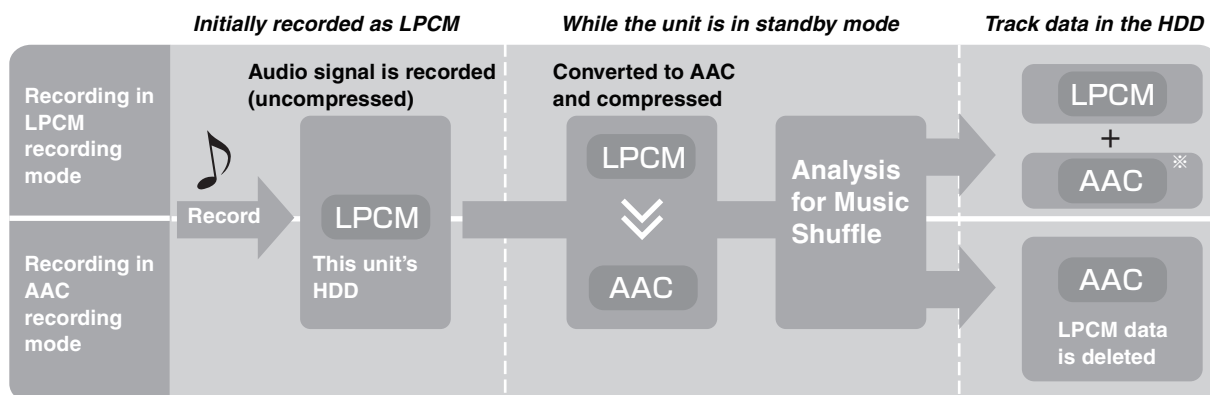 Initially recorded as LPCM
While the unit is in standby mode
Track data in the HDD
Recording in
LPCM
recording
mode
Recording in
AAC
recording
mode
Audio signal is recorded
(uncompressed)
Record
LPCM
This unit's
HDD
Converted to AAC
and compressed
LPCM
AAC
Analysis
for Music
Shuffle
LPCM
+
AAC ※
AAC
LPCM data
is deleted